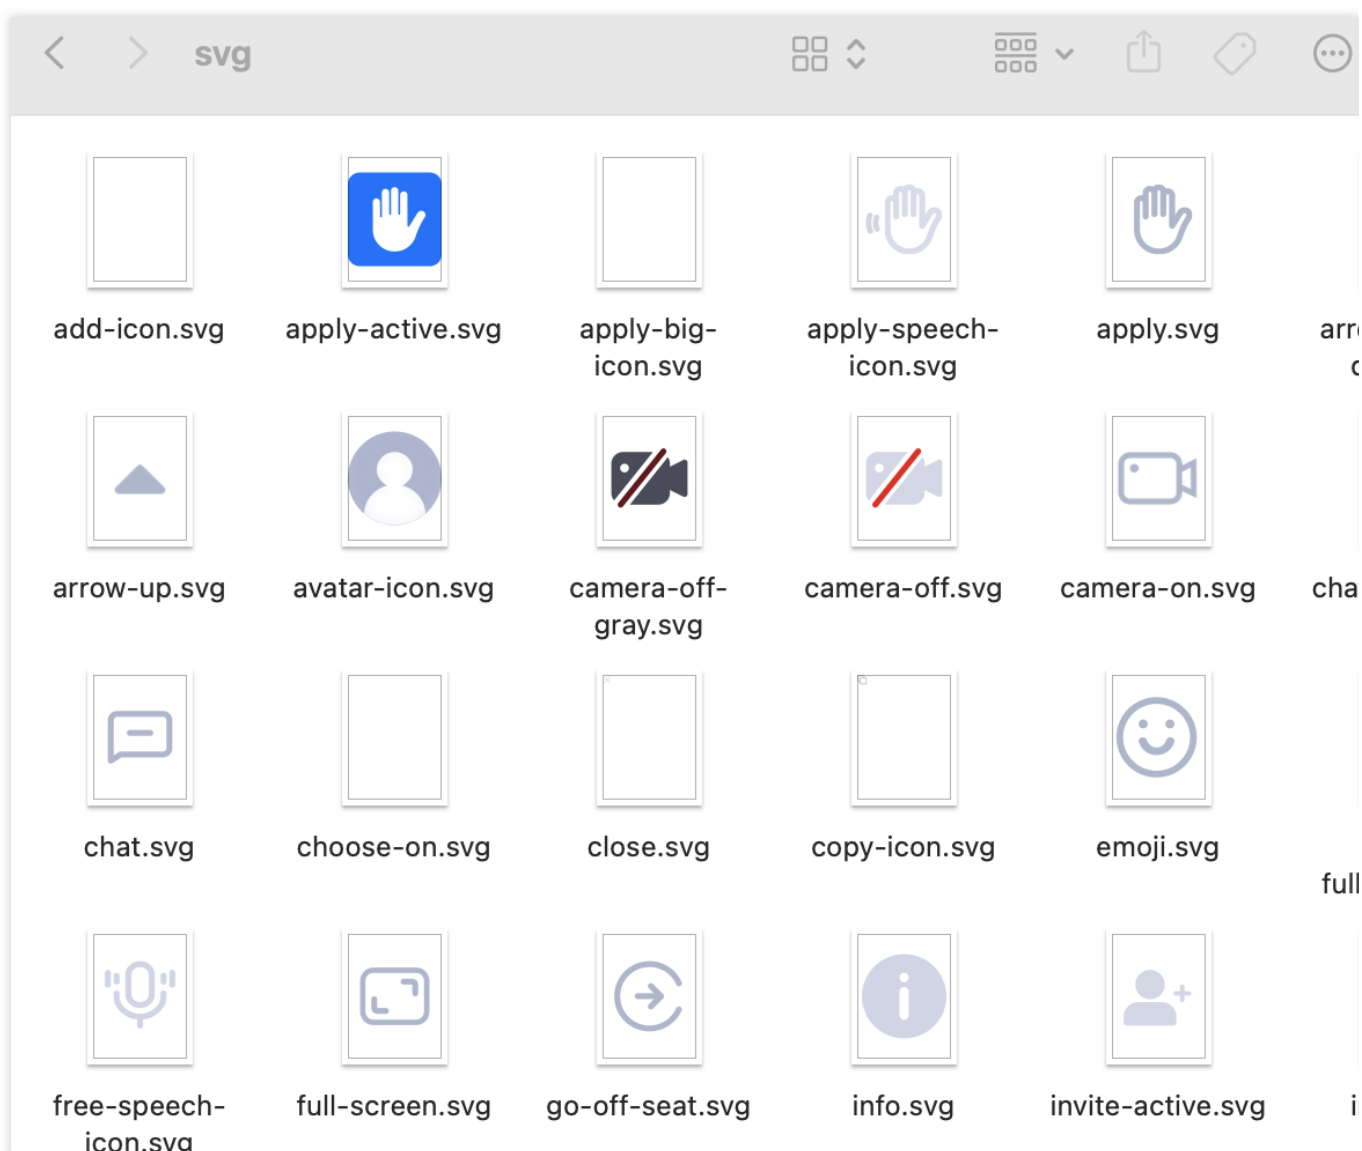 svg
add-icon.svg
apply-active.svg
apply-big-
icon.svg
apply-speech-
icon.svg
apply.svg
arr
arrow-up.svg
avatar-icon.svg
camera-off-
gray.svg
camera-off.svg
camera-on.svg
cha
chat.svg
choose-on.svg
close.svg
copy-icon.svg
emoji.svg
full
free-speech-
icon.svg
full-screen.svg
go-off-seat.svg
info.svg
invite-active.svg